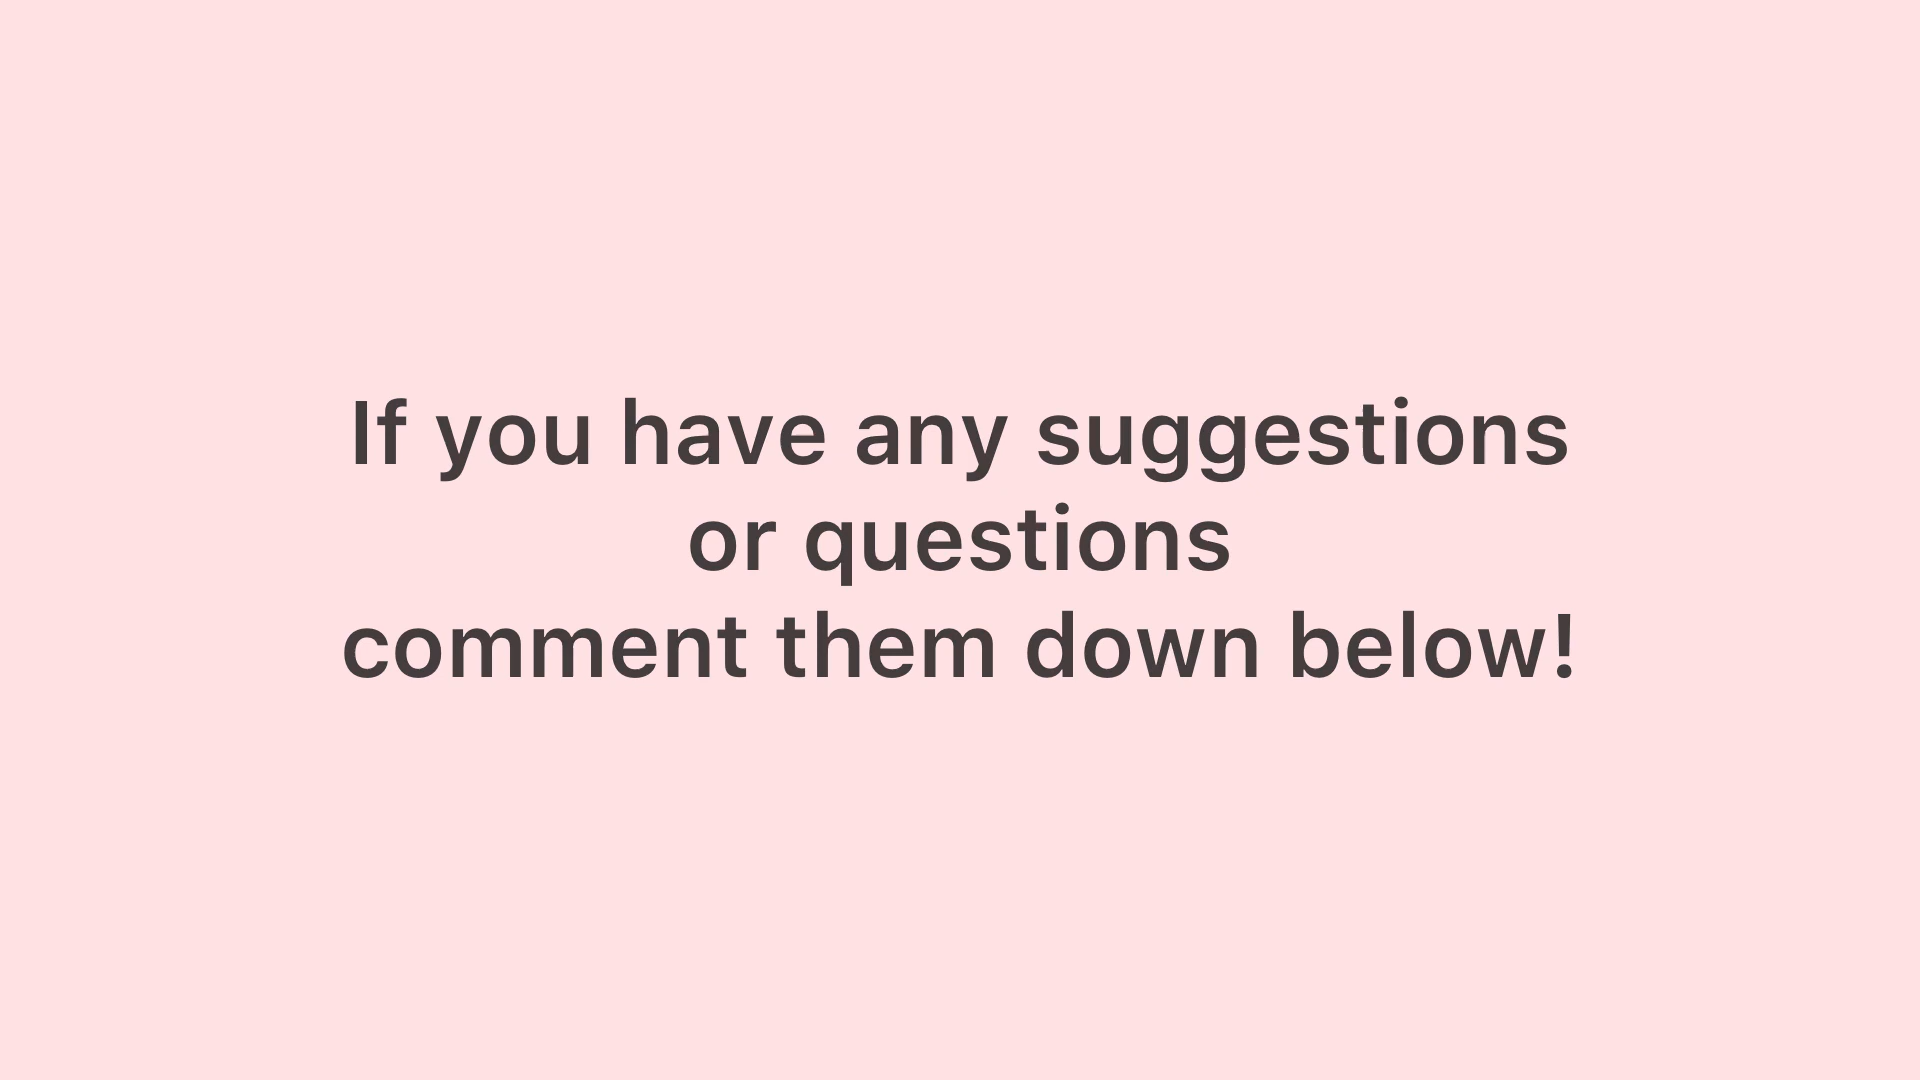 If you have any suggestions
or questions
comment them down below!